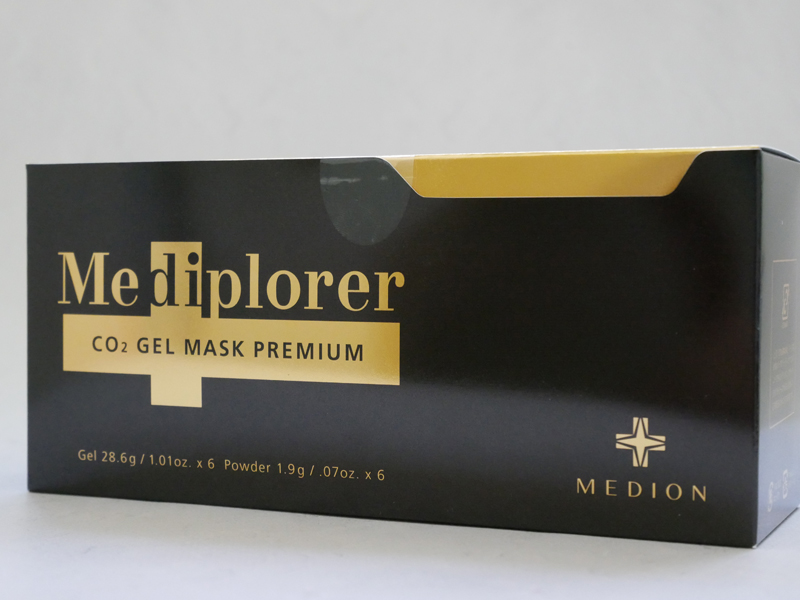 Mediplorer
CO₂ GEL MASK PREMIUM
Gel 28.6g / 1.01oz. x 6 Powder 1.9g / .07oz. x 6
MEDION